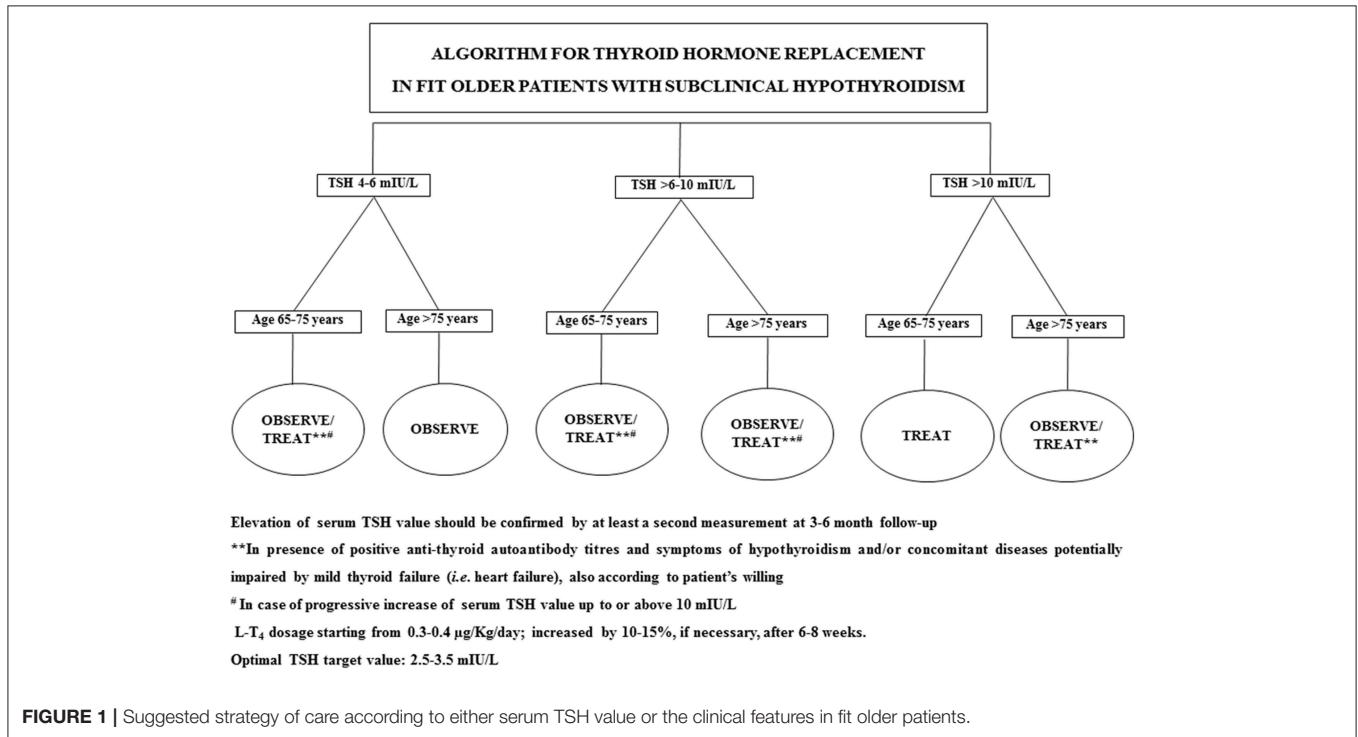 ALGORITHM FOR THYROID HORMONE REPLACEMENT
IN FIT OLDER PATIENTS WITH SUBCLINICAL HYPOTHYROIDISM
TSH 4-6 mIU/L
TSH >6-10 mIU/L
TSH >10 mIU/L
Age 65-75 years
Age >75 years
Age 65-75 years
Age >75 years
Age 65-75 years
Age >75 years
OBSERVE/
TREAT**#
OBSERVE
OBSERVE/
TREAT**#
OBSERVE/
TREAT**#
TREAT
OBSERVE/
TREAT**
Elevation of serum TSH value should be confirmed by at least a second measurement at 3-6 month follow-up
**In presence of positive anti-thyroid autoantibody titres and symptoms of hypothyroidism and/or concomitant diseases potentially
impaired by mild thyroid failure (i.e. heart failure), also according to patient's willing
# In case of progressive increase of serum TSH value up to or above 10 mIU/L
L-T4 dosage starting from 0.3-0.4 µg/Kg/day; increased by 10-15%, if necessary, after 6-8 weeks.
Optimal TSH target value: 2.5-3.5 mIU/L
FIGURE 1 | Suggested strategy of care according to either serum TSH value or the clinical features in fit older patients.